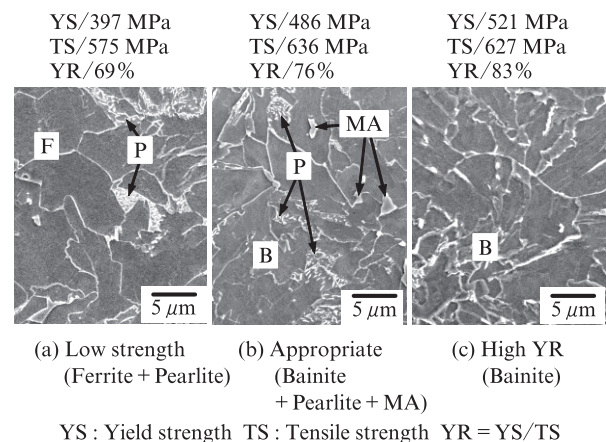 YS/397 MPa
TS/575 MPa
YR/69%
YS/486 MPa
TS/636 MPa
YR/76%
YS/521 MPa
TS/627 MPa
YR/83%
F
P
5 μm
MA
P
B
5 μm
B
5 μm
(a) Low strength
(Ferrite + Pearlite)
(b) Appropriate
(Bainite
+ Pearlite + MA)
(c) High YR
(Bainite)
YS : Yield strength TS : Tensile strength YR = YS/TS